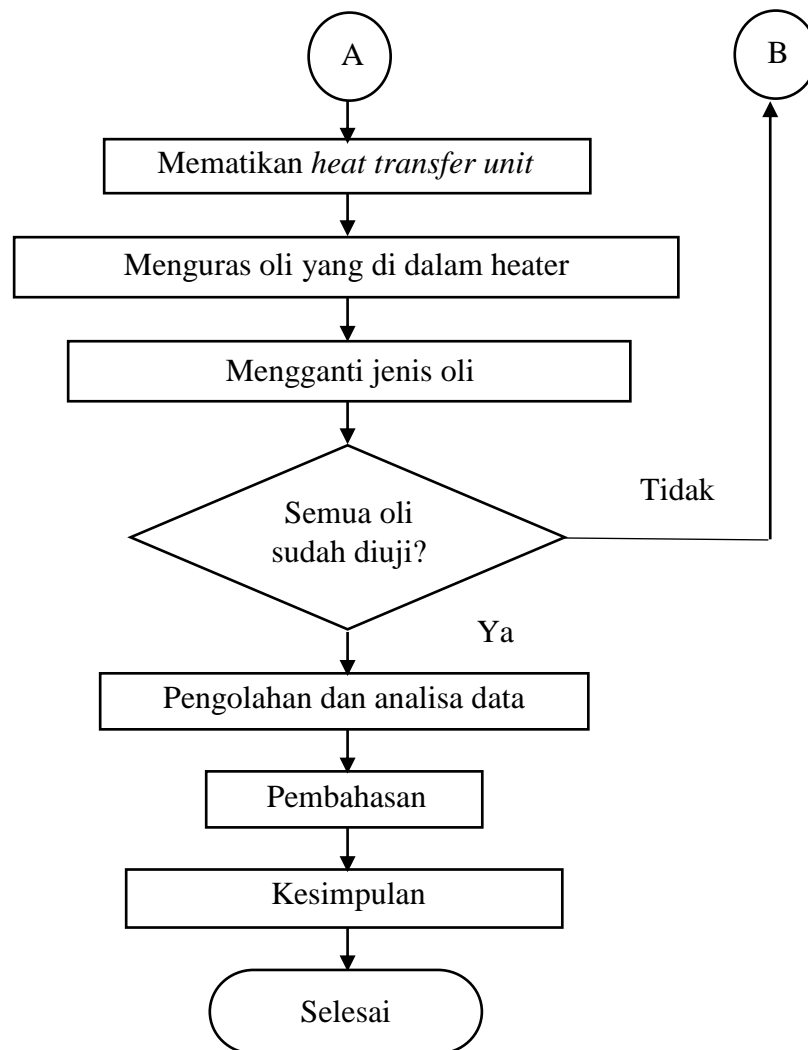 A
B
Mematikan heat transfer unit
Menguras oli yang di dalam heater
Mengganti jenis oli
Tidak
Semua oli
sudah diuji?
Ya
Pengolahan dan analisa data
Pembahasan
Kesimpulan
Selesai